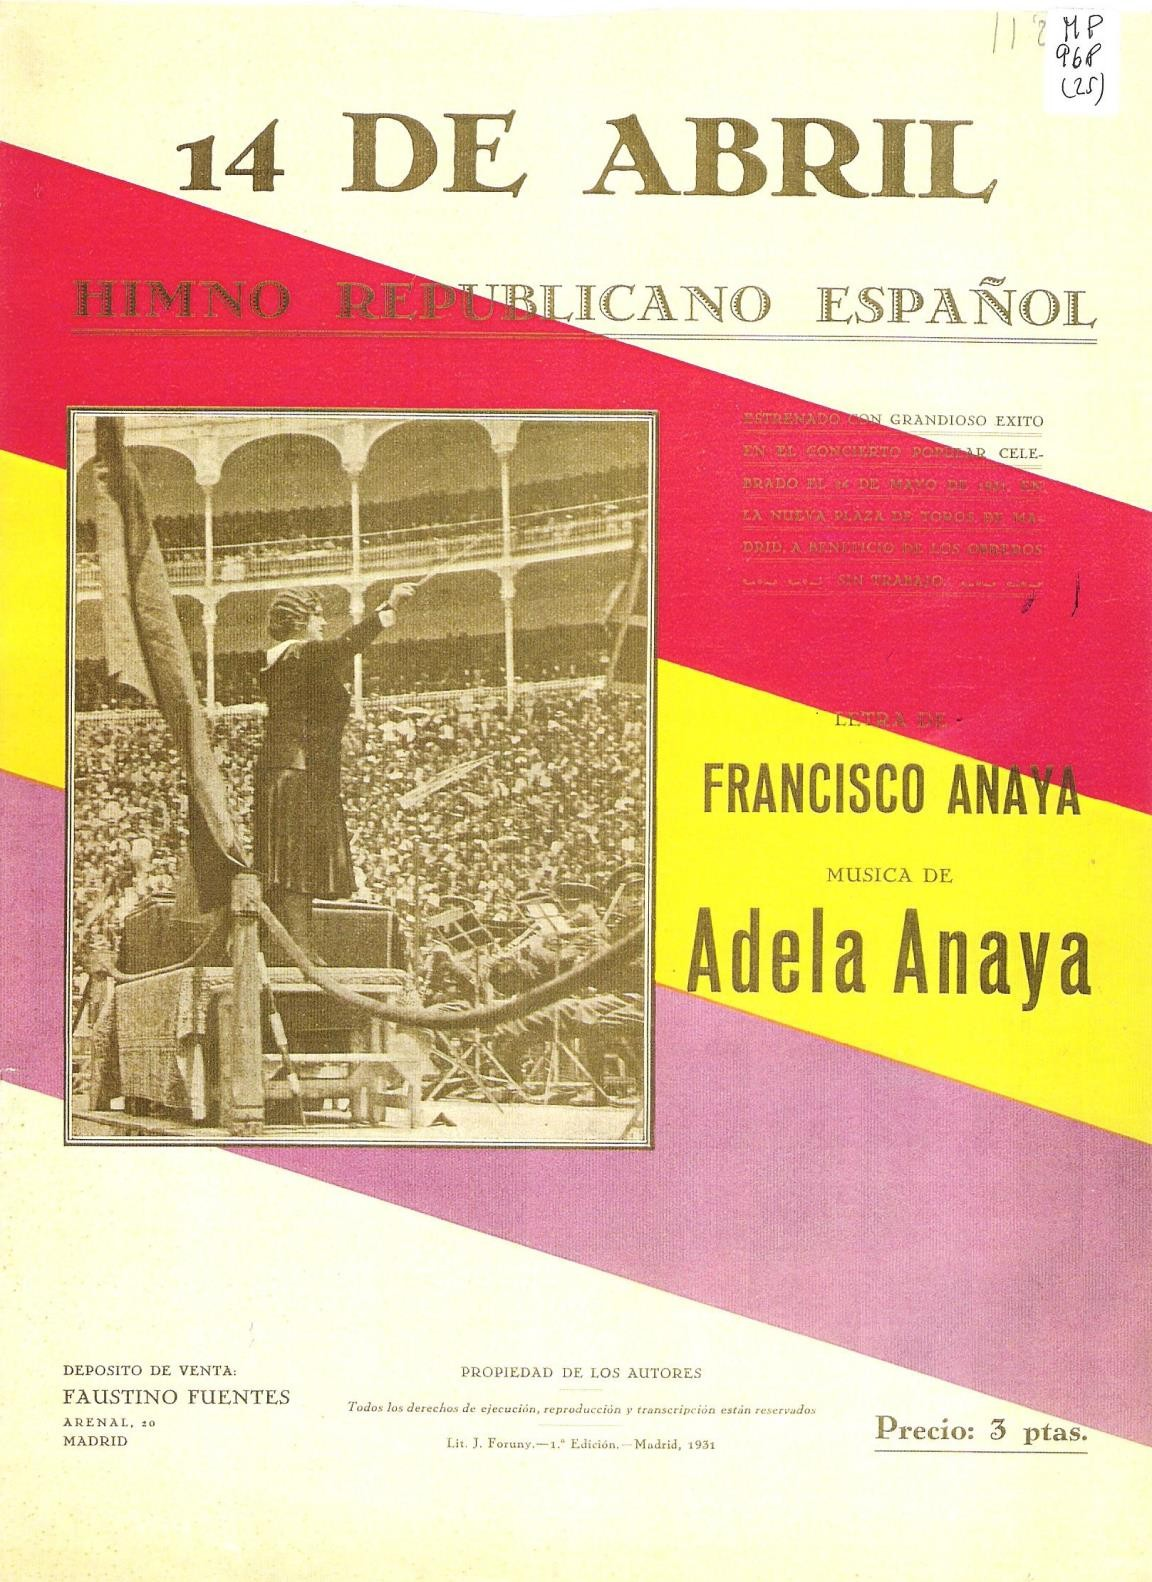 MP
968
(25)
14 DE ABRIL
HIMNO REPUBLICANO ESPAÑOL
ESTRENADO CON GRANDIOSO EXITO
EN EL CONCIERTO POPULAR CELE-
BRADO EL DE MAYO DE 1931, EN
LA NUEVA PLAZA DE TOROS DE MA-
DRID, A BENEFICIO DE LOS OBREROS
SIN TRABAJO.
LETRA DE
FRANCISCO ANAYA
MUSICA DE
Adela Anaya
DEPOSITO DE VENTA:
FAUSTINO FUENTES
ARENAL, 20
MADRID
PROPIEDAD DE LOS AUTORES
Todos los derechos de ejecución, reproducción y transcripción están reservados
Lit. J. Foruny.—1.ª Edición.—Madrid, 1931
Precio: 3 ptas.